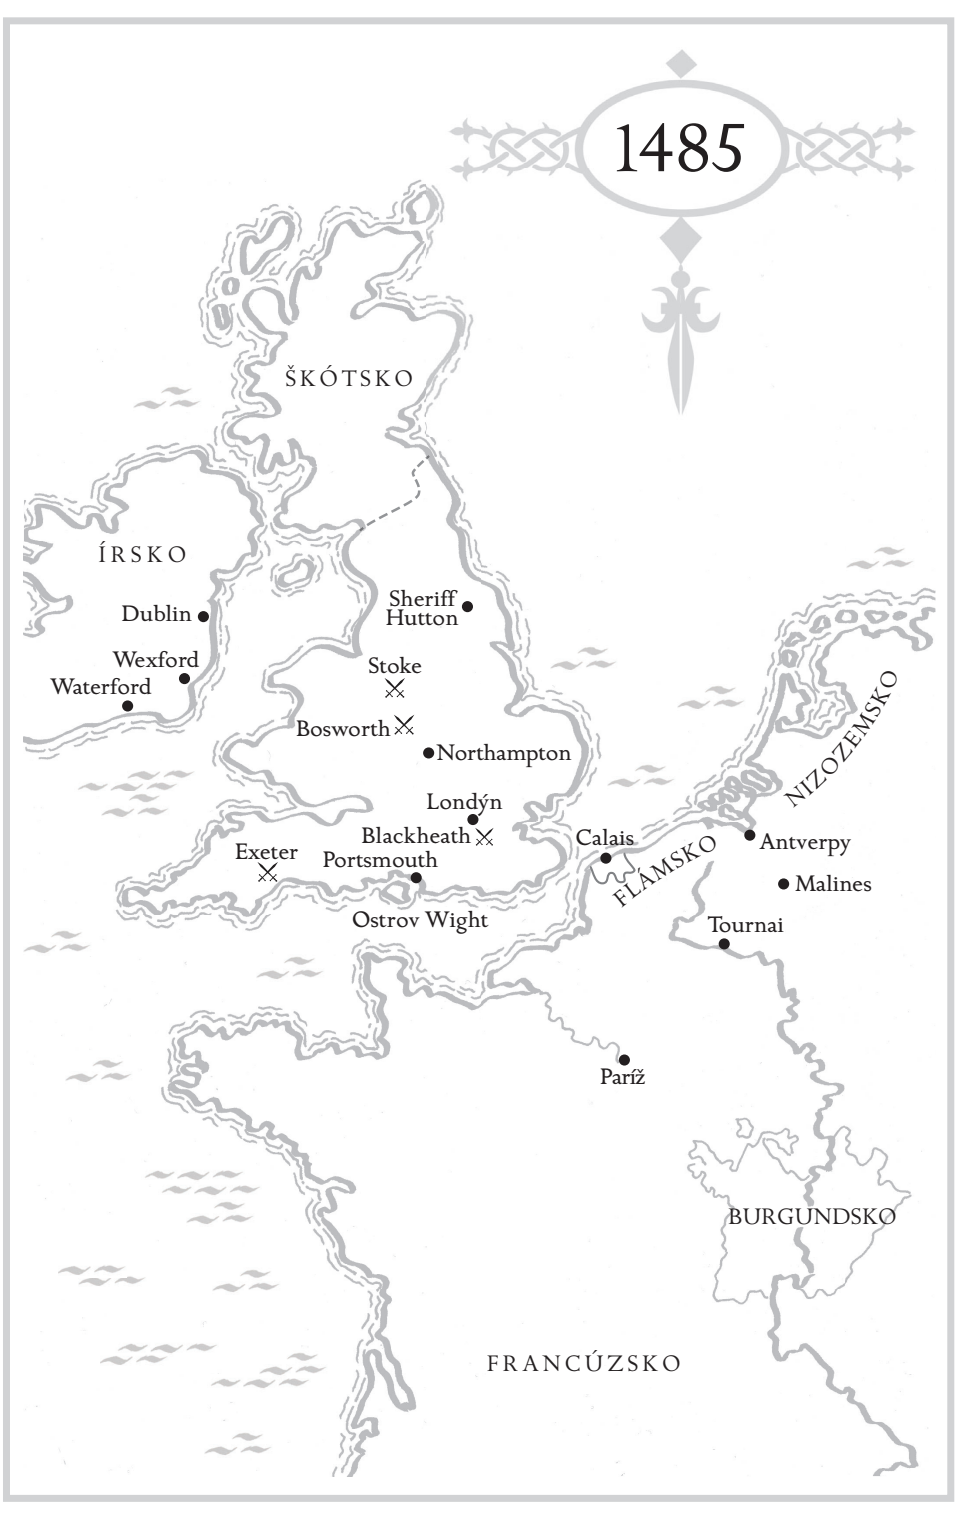 1485
ŠKÓTSKO
ÍRSKO
Sheriff
Hutton
Dublin
Wexford
Stoke
Waterford
Bosworth
Northampton
NIZOZEMSKO
Londýn
Blackheath
Calais
Antverpy
Exeter
Portsmouth
FLÁMSKO
Malines
Ostrov Wight
Tournai
Paríž
BURGUNDSKO
FRANCÚZSKO